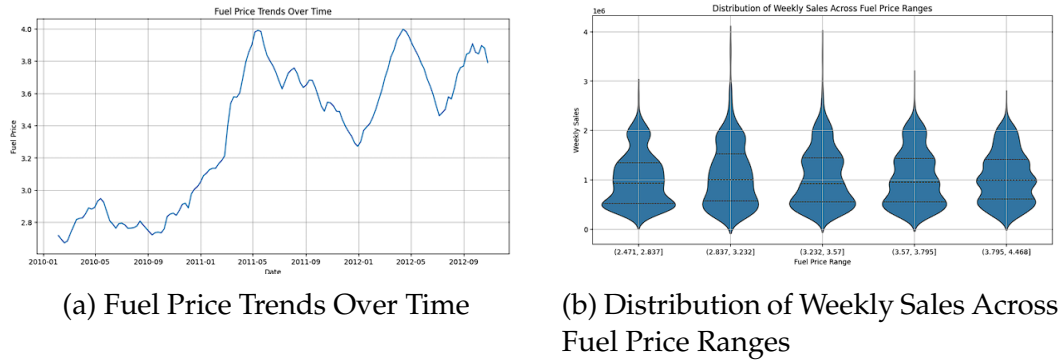 Fuel Price Trends Over Time
4.0
3.8
3.6
3.4
3.2
3.0
2.8
Fuel Price
2010-01 2010-05 2010-09 2011-01 2011-05 2011-09 2012-01 2012-05 2012-09
Date
(a) Fuel Price Trends Over Time
Distribution of Weekly Sales Across Fuel Price Ranges
1e6
4
3
2
1
0
Weekly Sales
(2.471, 2.837] (2.837, 3.232] (3.232, 3.57] (3.57, 3.795] (3.795, 4.468]
Fuel Price Range
(b) Distribution of Weekly Sales Across
Fuel Price Ranges